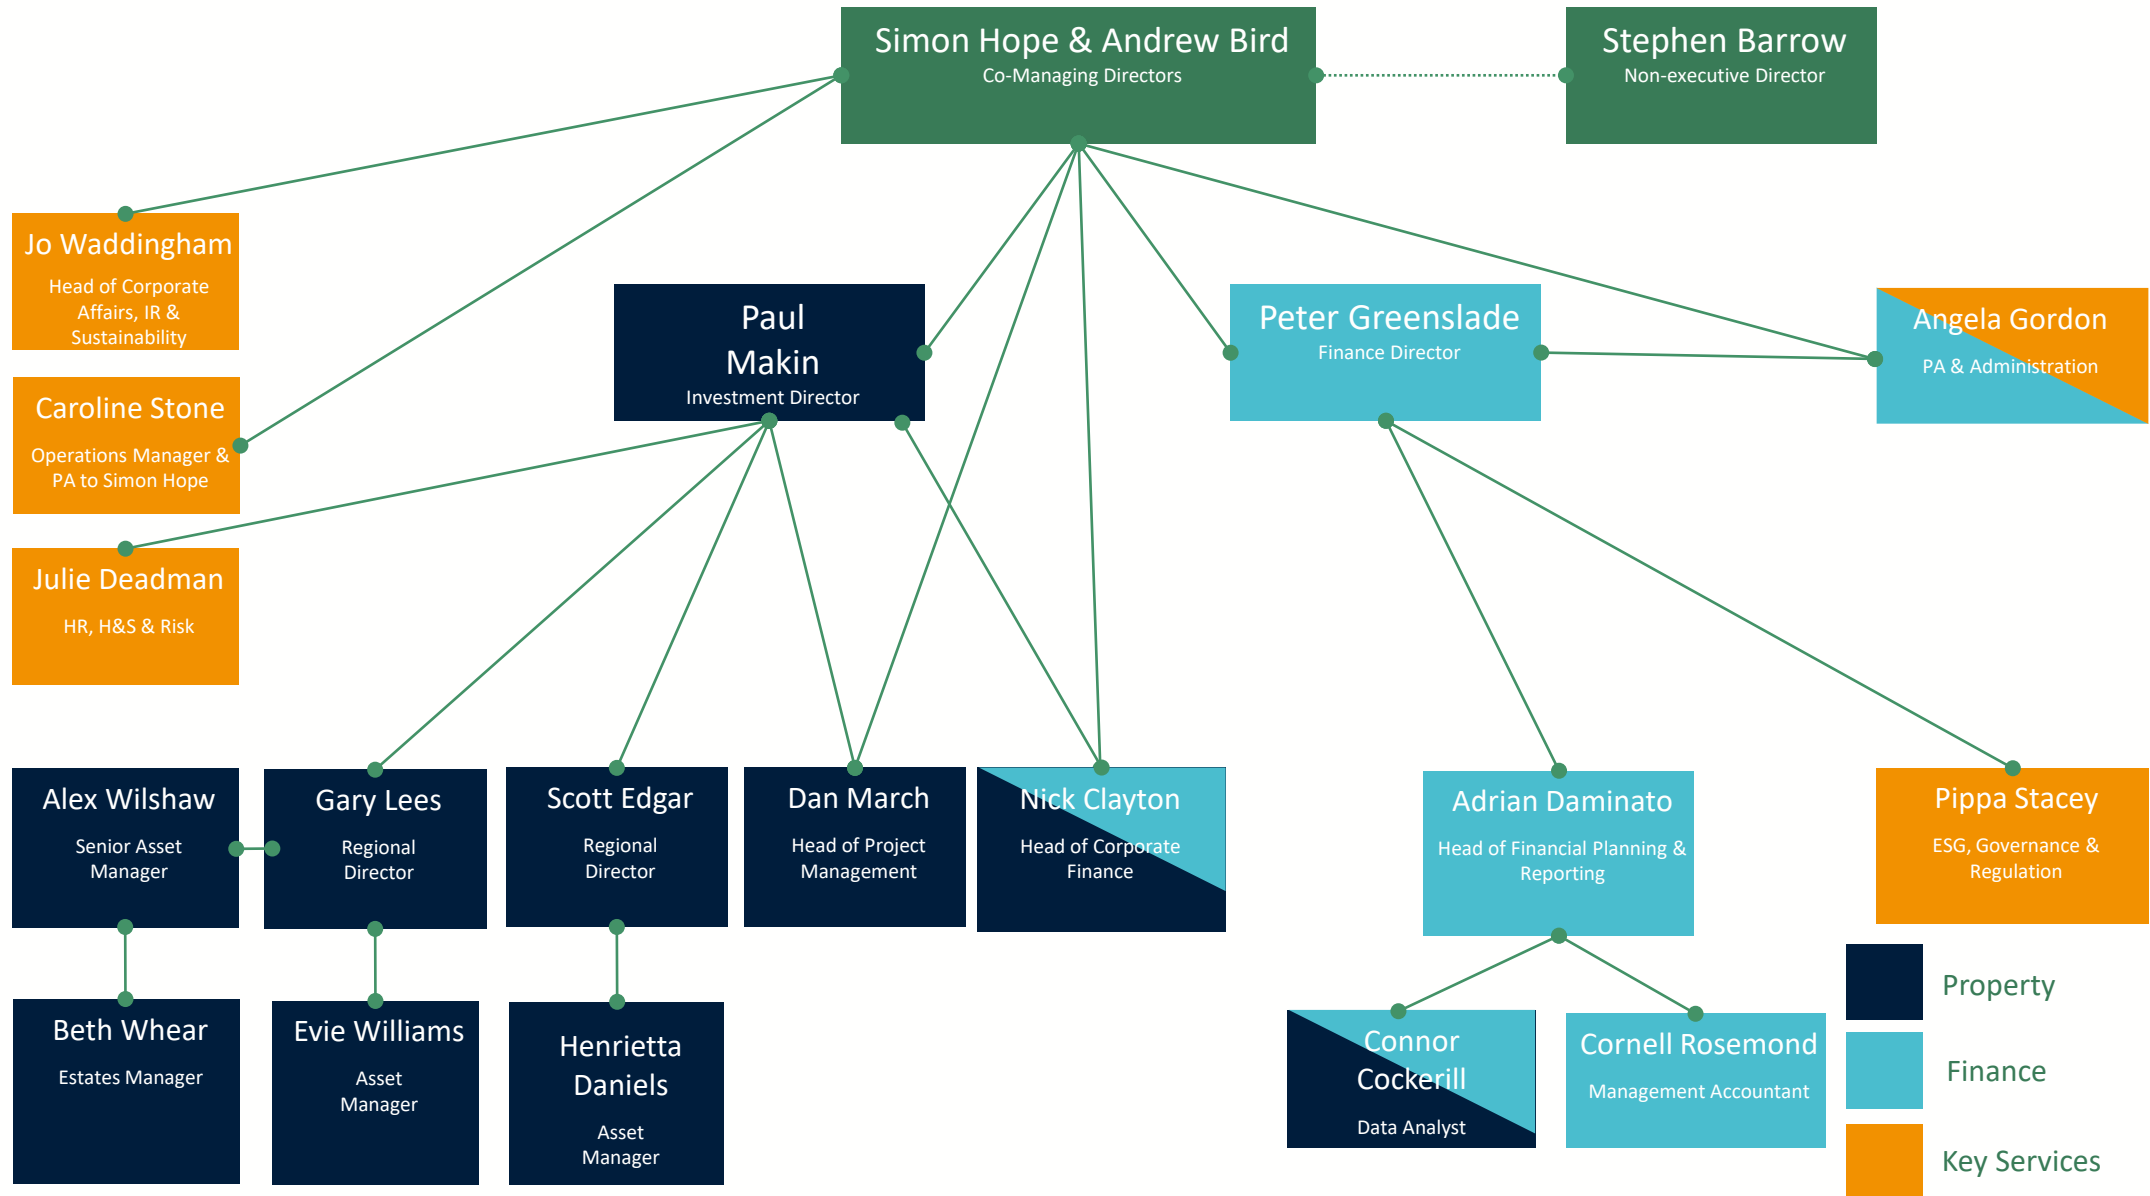 Simon Hope & Andrew Bird
Co-Managing Directors
Stephen Barrow
Non-executive Director
Jo Waddingham
Head of Corporate
Affairs, IR &
Sustainability
Paul
Makin
Investment Director
Peter Greenslade
Finance Director
Angela Gordon
PA & Administration
Caroline Stone
Operations Manager &
PA to Simon Hope
Julie Deadman
HR, H&S & Risk
Alex Wilshaw
Senior Asset
Manager
Gary Lees
Regional
Director
Scott Edgar
Regional
Director
Dan March
Head of Project
Management
Nick Clayton
Head of Corporate
Finance
Adrian Daminato
Head of Financial Planning &
Reporting
Pippa Stacey
ESG, Governance &
Regulation
Beth Whear
Estates Manager
Evie Williams
Asset
Manager
Henrietta
Daniels
Asset
Manager
Connor
Cockerill
Data Analyst
Cornell Rosemond
Management Accountant
Property
Finance
Key Services